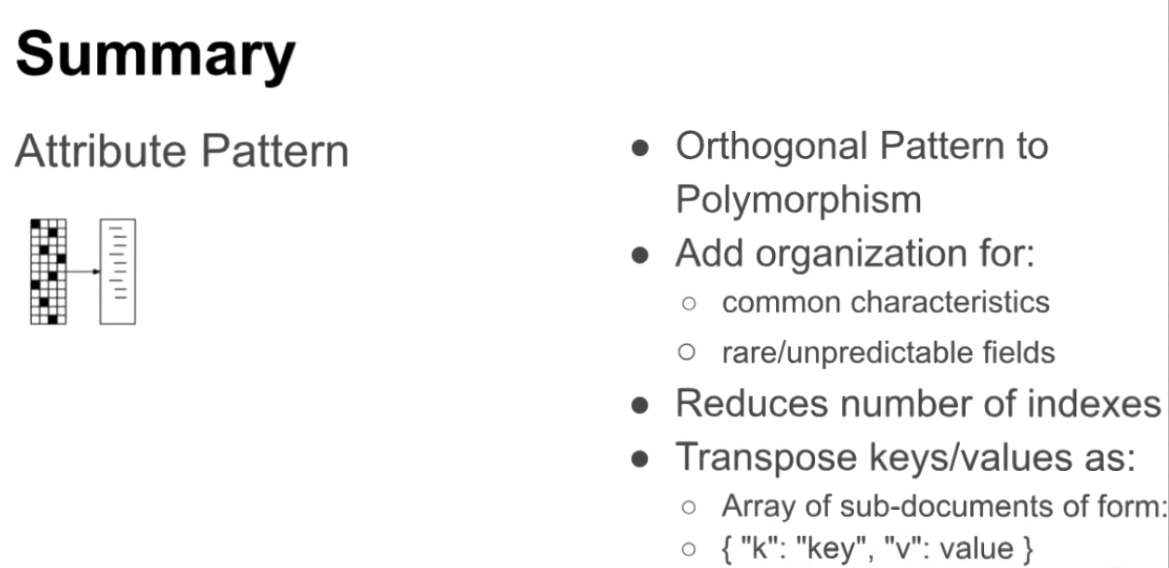 Summary
Attribute Pattern
● Orthogonal Pattern to
Polymorphism
● Add organization for:
○ common characteristics
○ rare/unpredictable fields
● Reduces number of indexes
● Transpose keys/values as:
○ Array of sub-documents of form:
○ { "k": "key", "v": value }